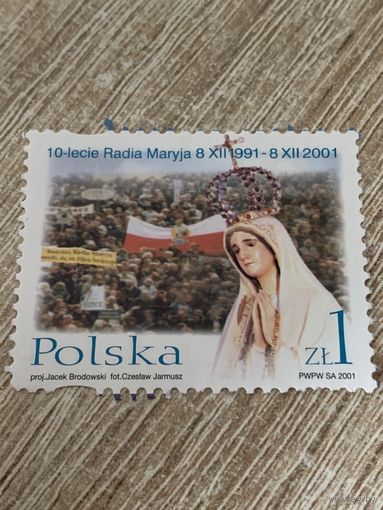 10-lecie Radia Maryja 8 XII 1991 - 8 XII 2001
Polska
ZŁ 1
proj.Jacek Brodowski fot.Czesław Jarmusz
PWPW SA 2001